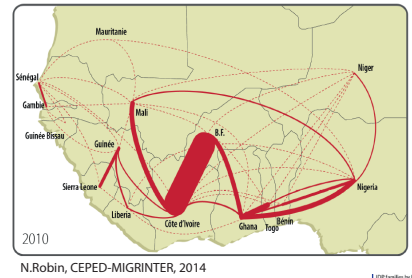 Mauritanie
Niger
Sénégal
Gambie
Mali
B.F.
Guinée Bissau
Guinée
Sierra Leone
Nigeria
Liberia
Côte d'Ivoire
Ghana
Togo
Bénin
2010
N.Robin, CEPED-MIGRINTER, 2014